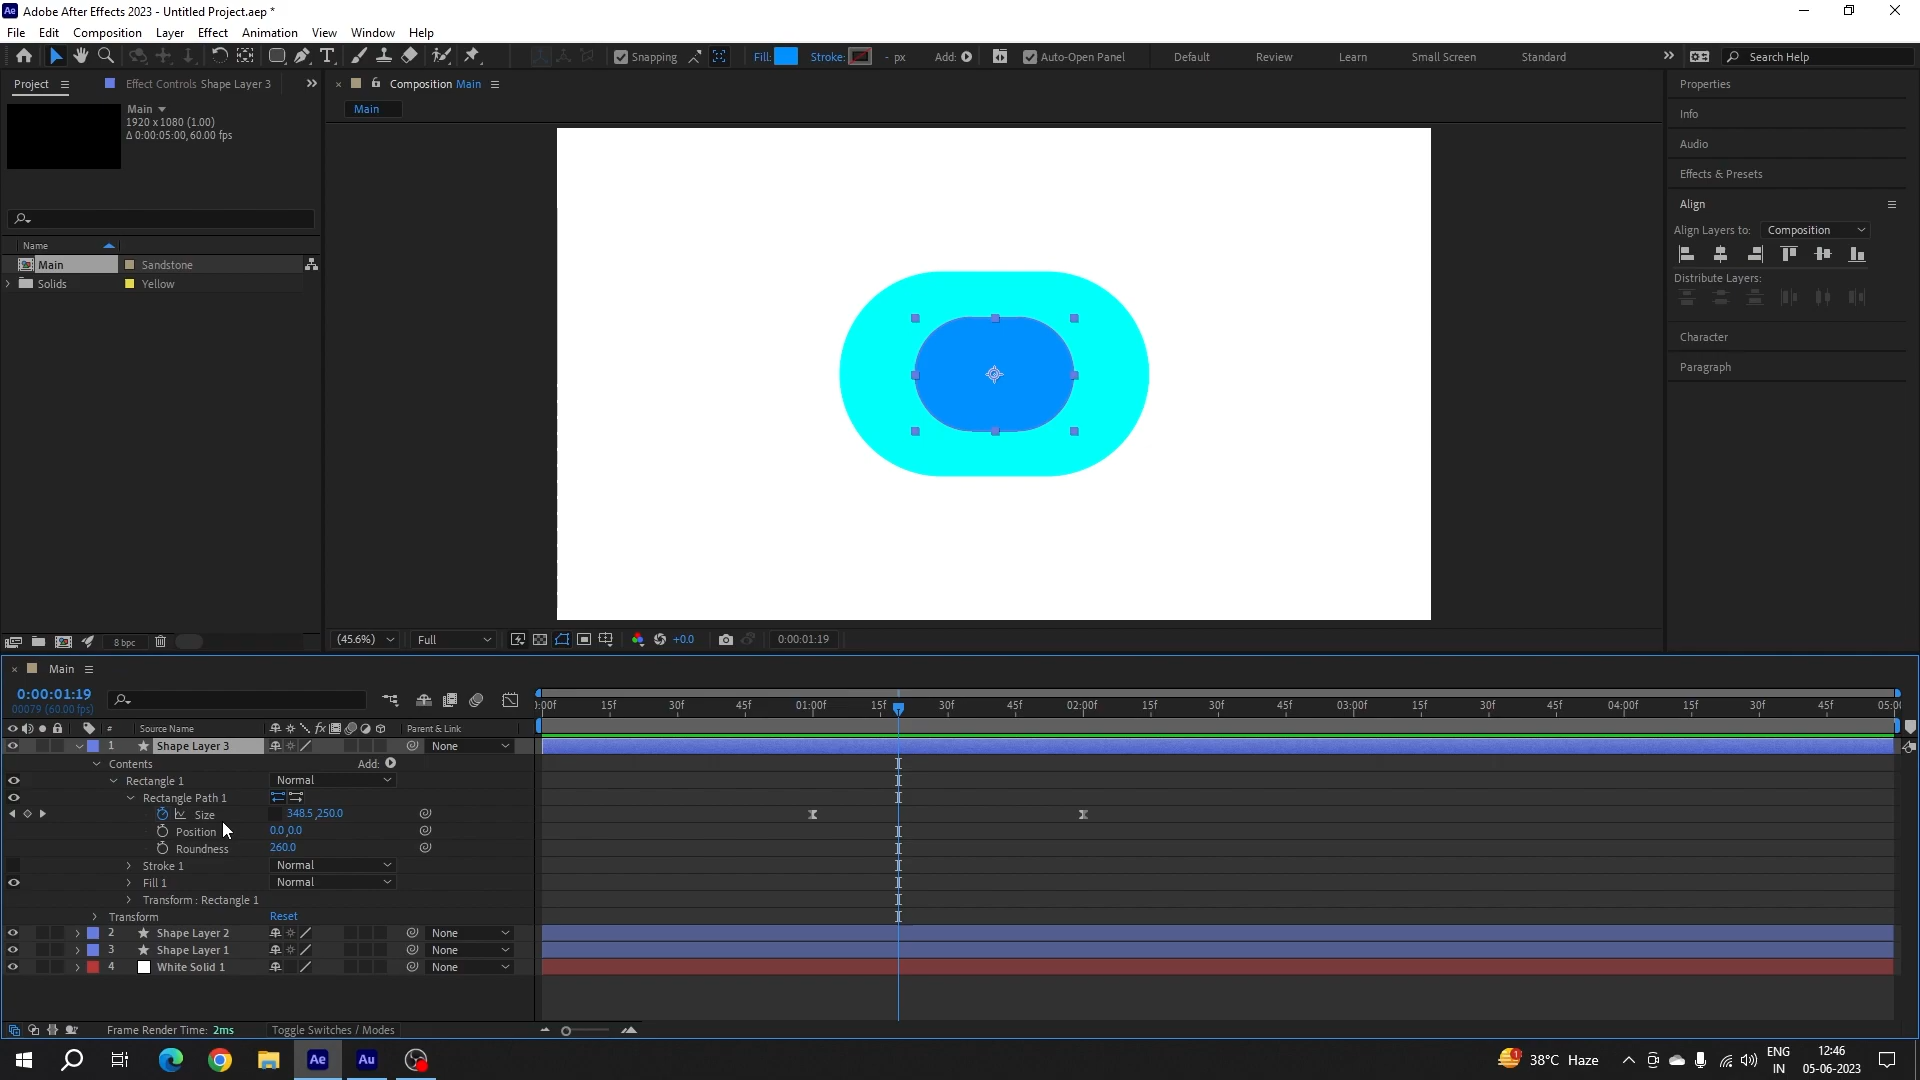 Ae Adobe After Effects 2023 - Untitled Project.aep *
File Edit Composition Layer Effect Animation View Window Help
Snapping Fill: Stroke: - px Add: Auto-Open Panel Default Review Learn Small Screen Standard Search Help
Project Effect Controls Shape Layer 3
Composition Main
Main
Main
1920 x 1080 (1.00)
Δ 0:00:05:00, 60.00 fps
Name
Main Sandstone
Solids Yellow
8 bpc
(45.6%) Full +0.0 0:00:01:19
Properties
Info
Audio
Effects & Presets
Align
Align Layers to: Composition
Distribute Layers:
Character
Paragraph
Main
0:00:01:19
00079 (60.00 fps)
):00f 15f 30f 45f 01:00f 15f 30f 45f 02:00f 15f 30f 45f 03:00f 15f 30f 45f 04:00f 15f 30f 45f 05:00
# Source Name fx Parent & Link
1 Shape Layer 3 None
Contents Add:
Rectangle 1 Normal
Rectangle Path 1
Size 348.5,250.0
Position 0.0,0.0
Roundness 260.0
Stroke 1 Normal
Fill 1 Normal
Transform : Rectangle 1
Transform Reset
2 Shape Layer 2 None
3 Shape Layer 1 None
4 White Solid 1 None
Frame Render Time: 2ms Toggle Switches / Modes
Ae Au 1 38°C Haze ENG 12:46
IN 05-06-2023